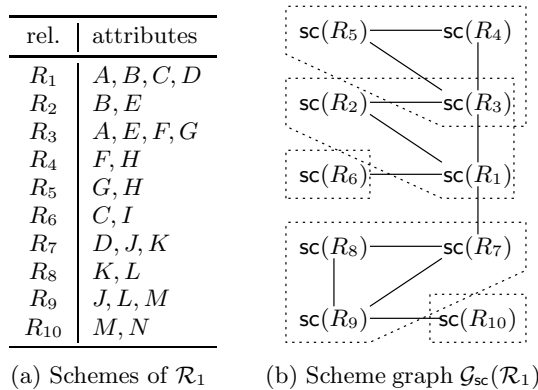 rel. attributes
R₁ A, B, C, D
R₂ B, E
R₃ A, E, F, G
R₄ F, H
R₅ G, H
R₆ C, I
R₇ D, J, K
R₈ K, L
R₉ J, L, M
R₁₀ M, N
(a) Schemes of 𝓡₁
sc(R₅) sc(R₄)
sc(R₂) sc(R₃)
sc(R₆) sc(R₁)
sc(R₈) sc(R₇)
sc(R₉) sc(R₁₀)
(b) Scheme graph 𝓖sc(𝓡₁)